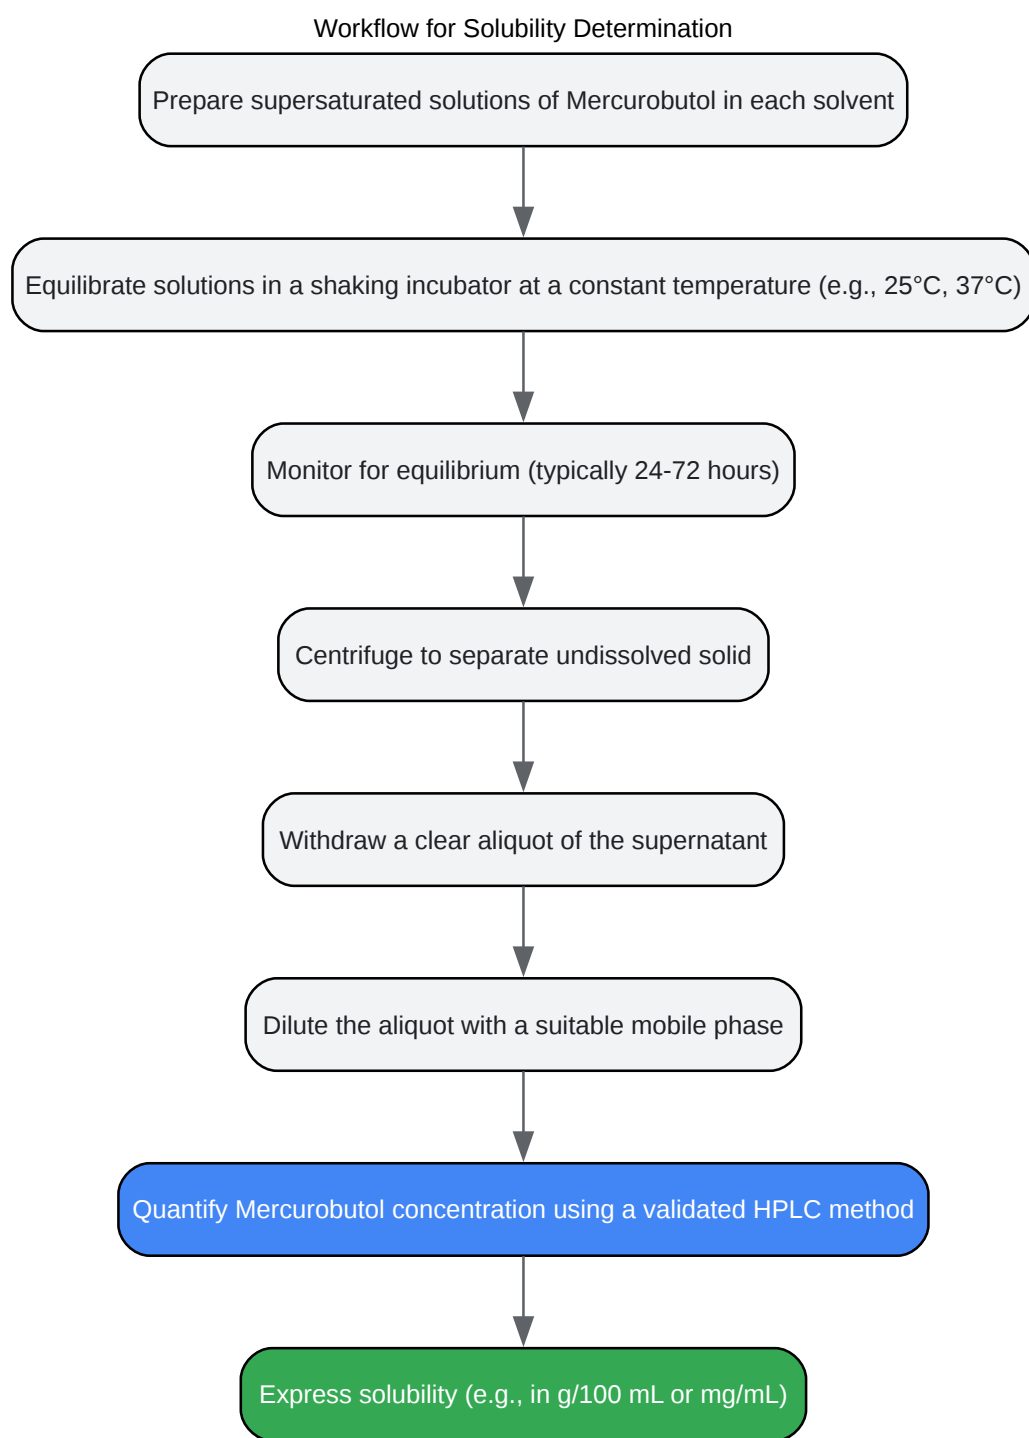 Workflow for Solubility Determination
Prepare supersaturated solutions of Mercurobutol in each solvent
Equilibrate solutions in a shaking incubator at a constant temperature (e.g., 25°C, 37°C)
Monitor for equilibrium (typically 24-72 hours)
Centrifuge to separate undissolved solid
Withdraw a clear aliquot of the supernatant
Dilute the aliquot with a suitable mobile phase
Quantify Mercurobutol concentration using a validated HPLC method
Express solubility (e.g., in g/100 mL or mg/mL)